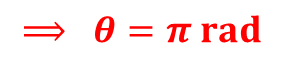 ⟹ θ = π rad